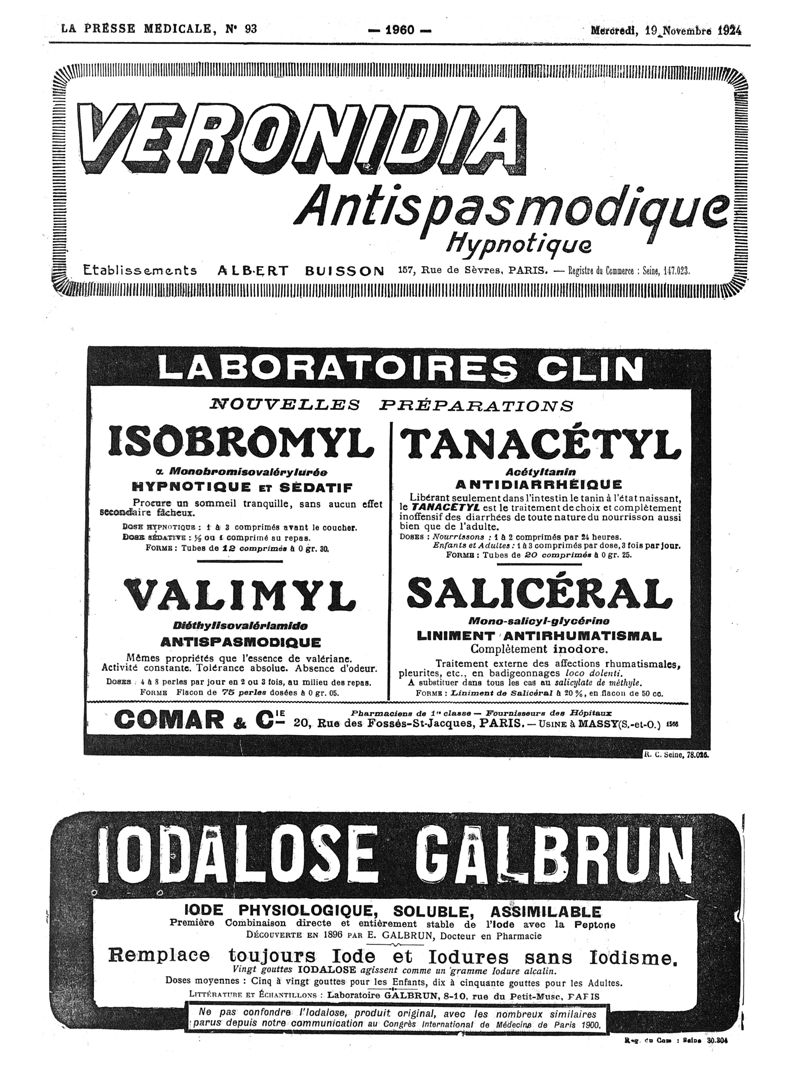 LA PRESSE MÉDICALE, N° 93
— 1960 —
Mercredi, 19 Novembre 1924
VERONIDIA
Antispasmodique
Hypnotique
Etablissements ALBERT BUISSON 157, Rue de Sèvres, PARIS. — Registre du Commerce : Seine, 147.023.
LABORATOIRES CLIN
NOUVELLES PRÉPARATIONS
ISOBROMYL
α Monobromisovalérylurée
HYPNOTIQUE ET SÉDATIF
Procure un sommeil tranquille, sans aucun effet
secondaire fâcheux.
DOSE HYPNOTIQUE : 1 à 3 comprimés avant le coucher.
DOSE SÉDATIVE : ½ ou 1 comprimé au repas.
FORME : Tubes de 12 comprimés à 0 gr. 30.
TANACÉTYL
Acétyltanin
ANTIDIARRHÉIQUE
Libérant seulement dans l'intestin le tanin à l'état naissant,
le TANACÉTYL est le traitement de choix et complètement
inoffensif des diarrhées de toute nature du nourrisson aussi
bien que de l'adulte.
DOSES : Nourrissons : 1 à 2 comprimés par 24 heures.
Enfants et Adultes : 1 à 3 comprimés par dose, 3 fois par jour.
FORME : Tubes de 20 comprimés à 0 gr. 25.
VALIMYL
Diéthylisovalériamide
ANTISPASMODIQUE
Mêmes propriétés que l'essence de valériane.
Activité constante. Tolérance absolue. Absence d'odeur.
DOSES : 4 à 8 perles par jour en 2 ou 3 fois, au milieu des repas.
FORME Flacon de 75 perles dosées à 0 gr. 05.
SALICÉRAL
Mono-salicyl-glycérine
LINIMENT ANTIRHUMATISMAL
Complètement inodore.
Traitement externe des affections rhumatismales,
pleurites, etc., en badigeonnages loco dolenti.
A substituer dans tous les cas au salicylate de méthyle.
FORME : Liniment de Salicéral à 20 %, en flacon de 50 cc.
COMAR & CIE
Pharmaciens de 1re classe — Fournisseurs des Hôpitaux
20, Rue des Fossés-St-Jacques, PARIS. — USINE à MASSY (S.-et-O.)
R. C. Seine, 78.026.
IODALOSE GALBRUN
IODE PHYSIOLOGIQUE, SOLUBLE, ASSIMILABLE
Première Combinaison directe et entièrement stable de l'Iode avec la Peptone
DÉCOUVERTE EN 1896 PAR E. GALBRUN, Docteur en Pharmacie
Remplace toujours Iode et Iodures sans Iodisme.
Vingt gouttes IODALOSE agissent comme un gramme Iodure alcalin.
Doses moyennes : Cinq à vingt gouttes pour les Enfants, dix à cinquante gouttes pour les Adultes.
LITTÉRATURE ET ÉCHANTILLONS : Laboratoire GALBRUN, 8-10, rue du Petit-Musc, PARIS
Ne pas confondre l'Iodalose, produit original, avec les nombreux similaires
parus depuis notre communication au Congrès International de Médecine de Paris 1900.
Reg. du Com : Seine 30.304